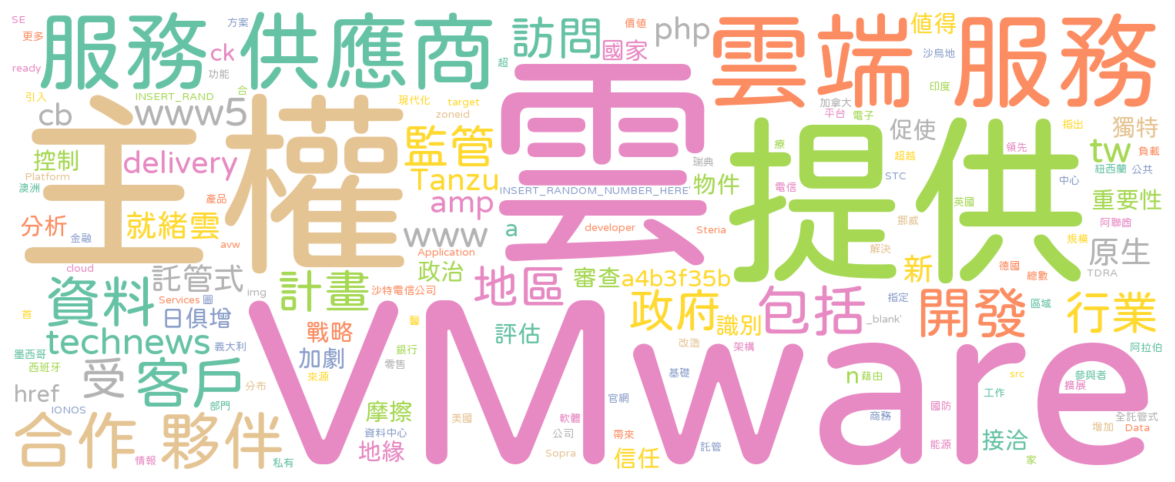 SE 方案 服務 供應商 訪問 php 雲端 服務 值得 價值
更多 ck 國家 沙烏地
ready 功能 超
引入 INSERT_RAND 合 現代化 target 加拿大 電子 印度
cb www5 zoneid 平台 促使 指出 獨特
主權 雲 提供
控制 delivery 監管 瑞典 療 超越 領先 tw 負載
Platform Tanzu INSERT_RANDOM_NUMBER_HERE' 物件 電信 STC 中心 紐西蘭 公共
澳洲 產品 amp 英國 重要性
分析 就緒雲 www a developer Steria 挪威 規模 阿聯酋
金融 avw Application 解決 原生
cloud 託管式 政治 地區 審查 a4b3f35b 新 德國 總數 TDRA
資料 Services 圖 img 計畫 沙特電信公司 政府 包括 指定 開發 區域 行業
首 日俱增 戰略 醫 評估 識別 _blank'
technews 義大利 加劇 銀行 改造 架構 阿拉伯
墨西哥 西班牙 受 客戶 來源 零售 VMware 基礎 n 藉由 src 參與者
href 分布 官網 擴展
IONOS 部門 摩擦 美國 軟體 商務 國防 工作 全託管式
合作 夥伴 資料中心 公司 帶來 增加 Data
情報 私有 地緣 Sopra 信任 託管 能源 接洽 家